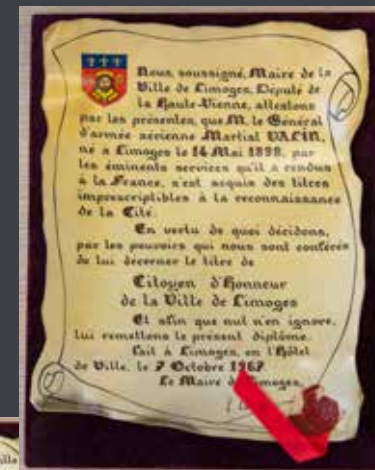 Nous, soussigné, Maire de la
Ville de Limoges, Député de
la Haute-Vienne, attestons
par les présentes, que M. le Général
d'armée aérienne Martial VALIN,
né a Limoges le 14 Mai 1898, par
les éminents services qu'il a rendus
à la France, s'est acquis des titres
imprescriptibles à la reconnaissance
de la Cité.
En vertu de quoi décidons,
par les pouvoirs qui nous sont conférés
de lui décerner le titre de
Citoyen d'Honneur
de la Ville de Limoges
Et afin que nul n'en ignore,
lui remettons le présent diplôme.
Fait à Limoges, en l'Hôtel
de Ville, le 7 Octobre 1967
Le Maire de Limoges,